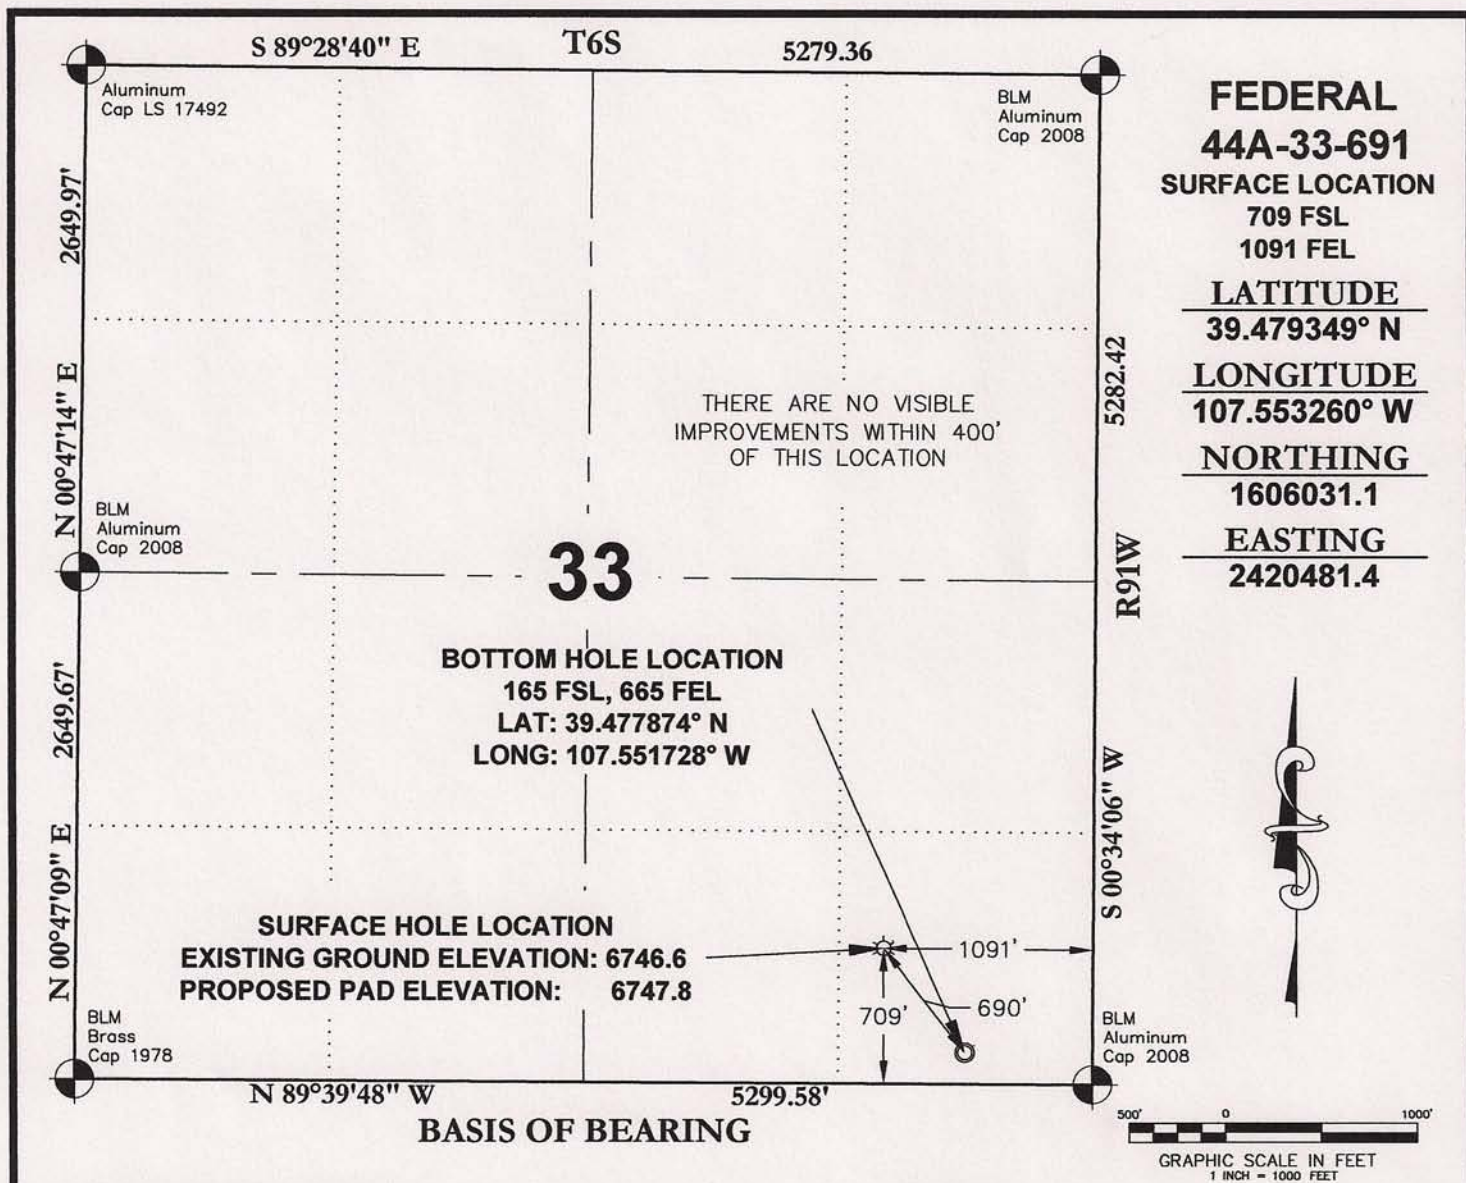 S 89°28'40" E T6S 5279.36
Aluminum
Cap LS 17492
BLM
Aluminum
Cap 2008
FEDERAL
44A-33-691
SURFACE LOCATION
709 FSL
1091 FEL
LATITUDE
39.479349° N
LONGITUDE
107.553260° W
NORTHING
1606031.1
EASTING
2420481.4
2649.97'
N 00°47'14" E
5282.42
THERE ARE NO VISIBLE
IMPROVEMENTS WITHIN 400'
OF THIS LOCATION
BLM
Aluminum
Cap 2008
33
R91W
BOTTOM HOLE LOCATION
165 FSL, 665 FEL
LAT: 39.477874° N
LONG: 107.551728° W
2649.67'
N 00°47'09" E
S 00°34'06" W
SURFACE HOLE LOCATION
EXISTING GROUND ELEVATION: 6746.6
PROPOSED PAD ELEVATION: 6747.8
1091'
709'
690'
BLM
Brass
Cap 1978
BLM
Aluminum
Cap 2008
N 89°39'48" W 5299.58'
BASIS OF BEARING
500' 0 1000'
GRAPHIC SCALE IN FEET
1 INCH = 1000 FEET